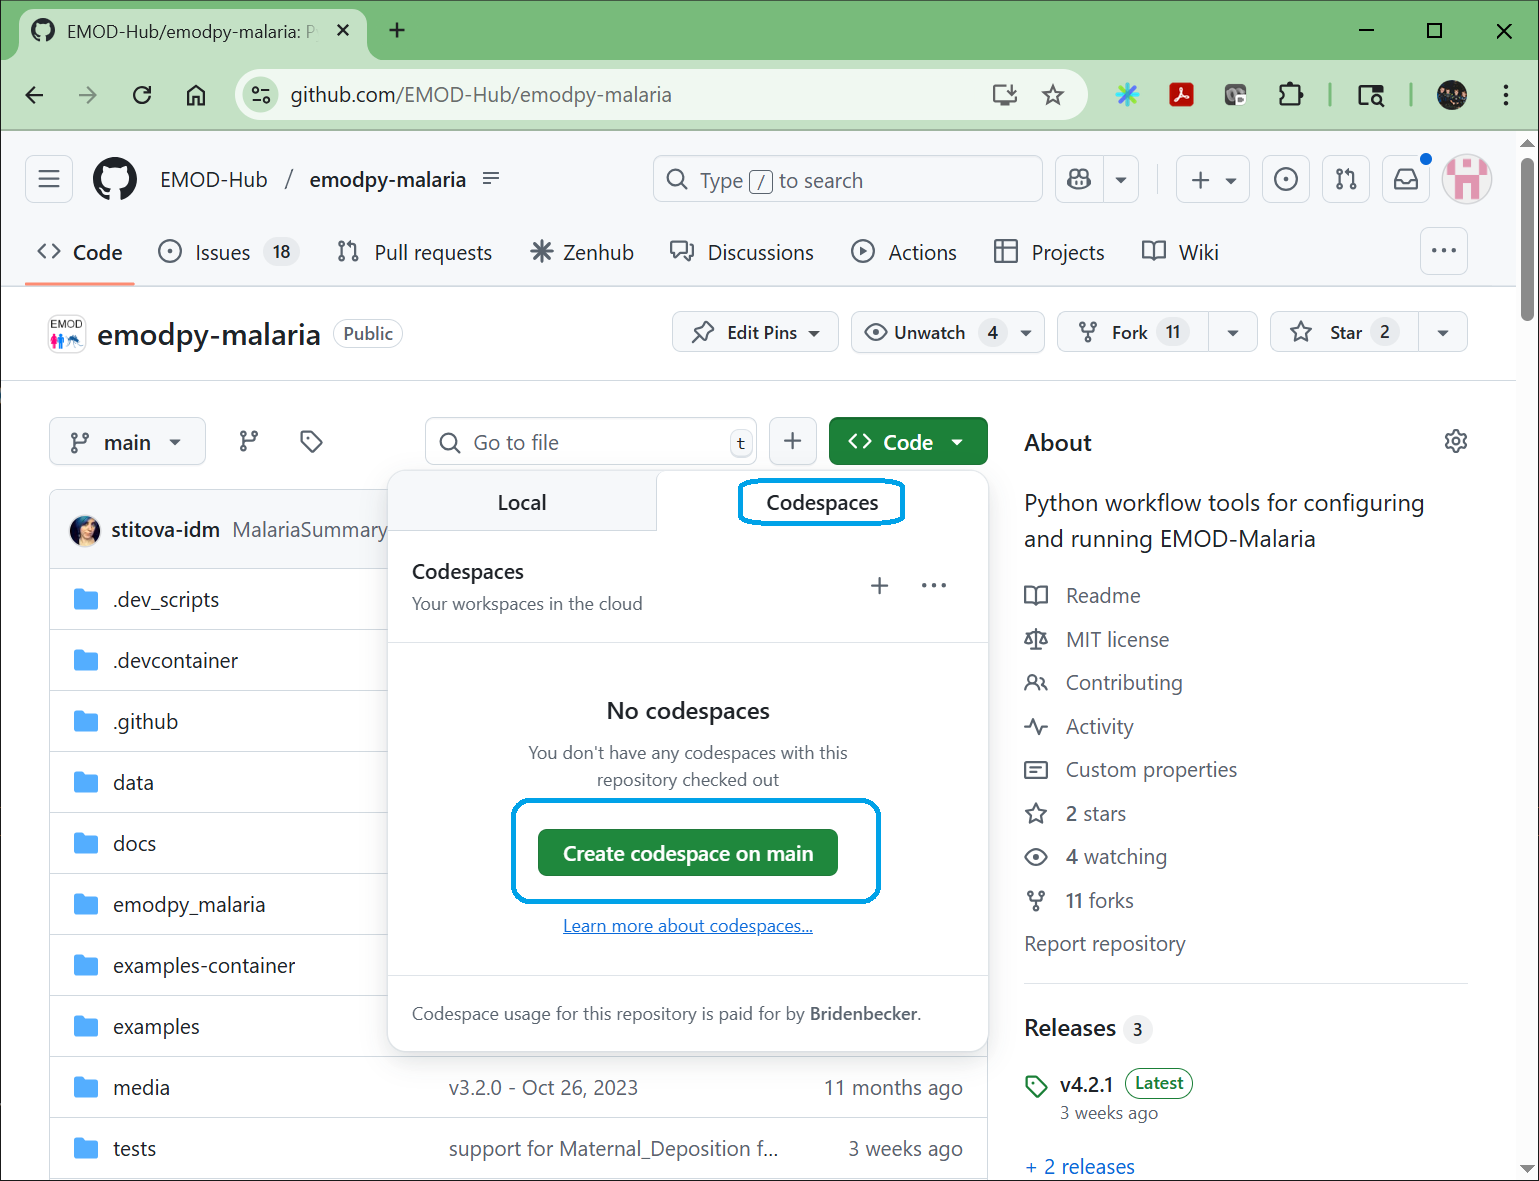 EMOD-Hub/emodpy-malaria: P
github.com/EMOD-Hub/emodpy-malaria
EMOD-Hub / emodpy-malaria
Type / to search
Code
Issues 18
Pull requests
Zenhub
Discussions
Actions
Projects
Wiki
EMOD
emodpy-malaria Public
Edit Pins
Unwatch 4
Fork 11
Star 2
main
Go to file t
Code
Local
Codespaces
Codespaces
Your workspaces in the cloud
No codespaces
You don't have any codespaces with this
repository checked out
Create codespace on main
Learn more about codespaces...
Codespace usage for this repository is paid for by Bridenbecker.
stitova-idm MalariaSummary
.dev_scripts
.devcontainer
.github
data
docs
emodpy_malaria
examples-container
examples
media v3.2.0 - Oct 26, 2023 11 months ago
tests support for Maternal_Deposition f... 3 weeks ago
About
Python workflow tools for configuring
and running EMOD-Malaria
Readme
MIT license
Contributing
Activity
Custom properties
2 stars
4 watching
11 forks
Report repository
Releases 3
v4.2.1 Latest
3 weeks ago
+ 2 releases